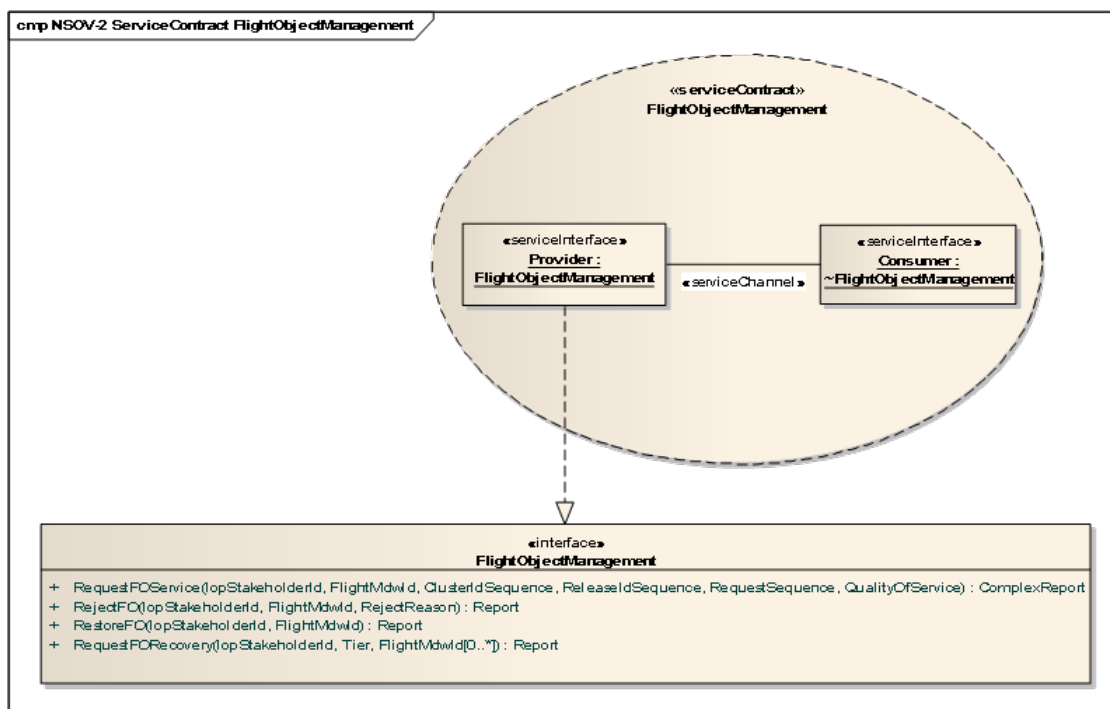 cmp NSOV-2 ServiceContract FlightObjectManagement
«serviceContract»
FlightObjectManagement
«serviceInterface»
Provider :
FlightObjectManagement
«serviceChannel»
«serviceInterface»
Consumer :
~FlightObjectManagement
«interface»
FlightObjectManagement
+ RequestFOService(IopStakeholderId, FlightMdwId, ClusterIdSequence, ReleaseIdSequence, RequestSequence, QualityOfService) : ComplexReport
+ RejectFO(IopStakeholderId, FlightMdwId, RejectReason) : Report
+ RestoreFO(IopStakeholderId, FlightMdwId) : Report
+ RequestFORecovery(IopStakeholderId, Tier, FlightMdwId[0..*]) : Report